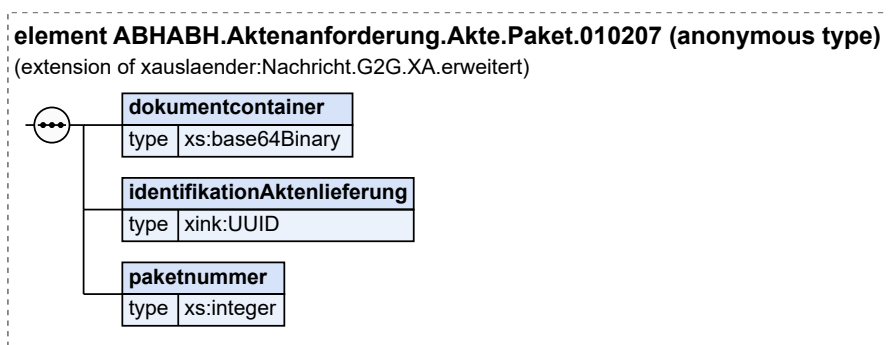 element ABHABH.Aktenanforderung.Akte.Paket.010207 (anonymous type)
(extension of xauslaender:Nachricht.G2G.XA.erweitert)
dokumentcontainer
type xs:base64Binary
identifikationAktenlieferung
type xink:UUID
paketnummer
type xs:integer